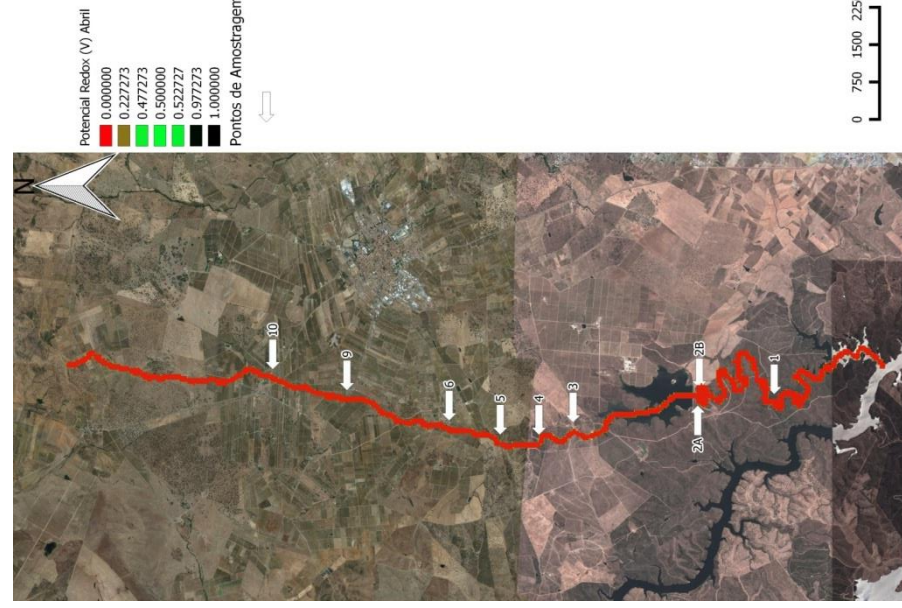 Potencial Redox (V) Abril
0.000000
0.227273
0.477273
0.500000
0.522727
0.977273
1.000000
Pontos de Amostragem
N
10
9
6
5
4
3
2B
2A
1
0 750 1500 225